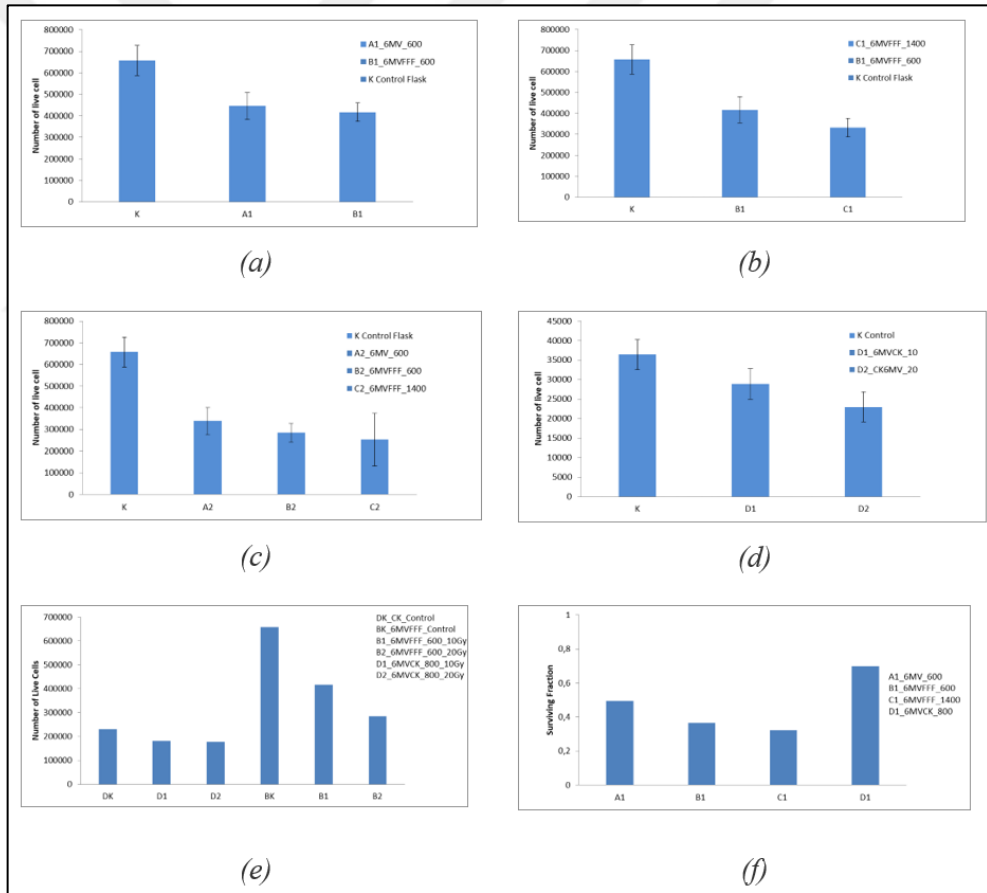 800000
700000
600000
500000
400000
300000
200000
100000
0
Number of live cell
A1_6MV_600
B1_6MVFFF_600
K Control Flask
K A1 B1
(a)
800000
700000
600000
500000
400000
300000
200000
100000
0
Number of live cell
C1_6MVFFF_1400
B1_6MVFFF_600
K Control Flask
K B1 C1
(b)
800000
700000
600000
500000
400000
300000
200000
100000
0
Number of live cell
K Control Flask
A2_6MV_600
B2_6MVFFF_600
C2_6MVFFF_1400
K A2 B2 C2
(c)
45000
40000
35000
30000
25000
20000
15000
10000
5000
0
Number of live cell
K Control
D1_6MVCK_10
D2_CK6MV_20
K D1 D2
(d)
700000
600000
500000
400000
300000
200000
100000
0
Number of Live Cells
DK_CK_Control
BK_6MVFFF_Control
B1_6MVFFF_600_10Gy
B2_6MVFFF_600_20Gy
D1_6MVCK_800_10Gy
D2_6MVCK_800_20Gy
DK D1 D2 BK B1 B2
(e)
1
0,8
0,6
0,4
0,2
0
Surviving Fraction
A1_6MV_600
B1_6MVFFF_600
C1_6MVFFF_1400
D1_6MVCK_800
A1 B1 C1 D1
(f)